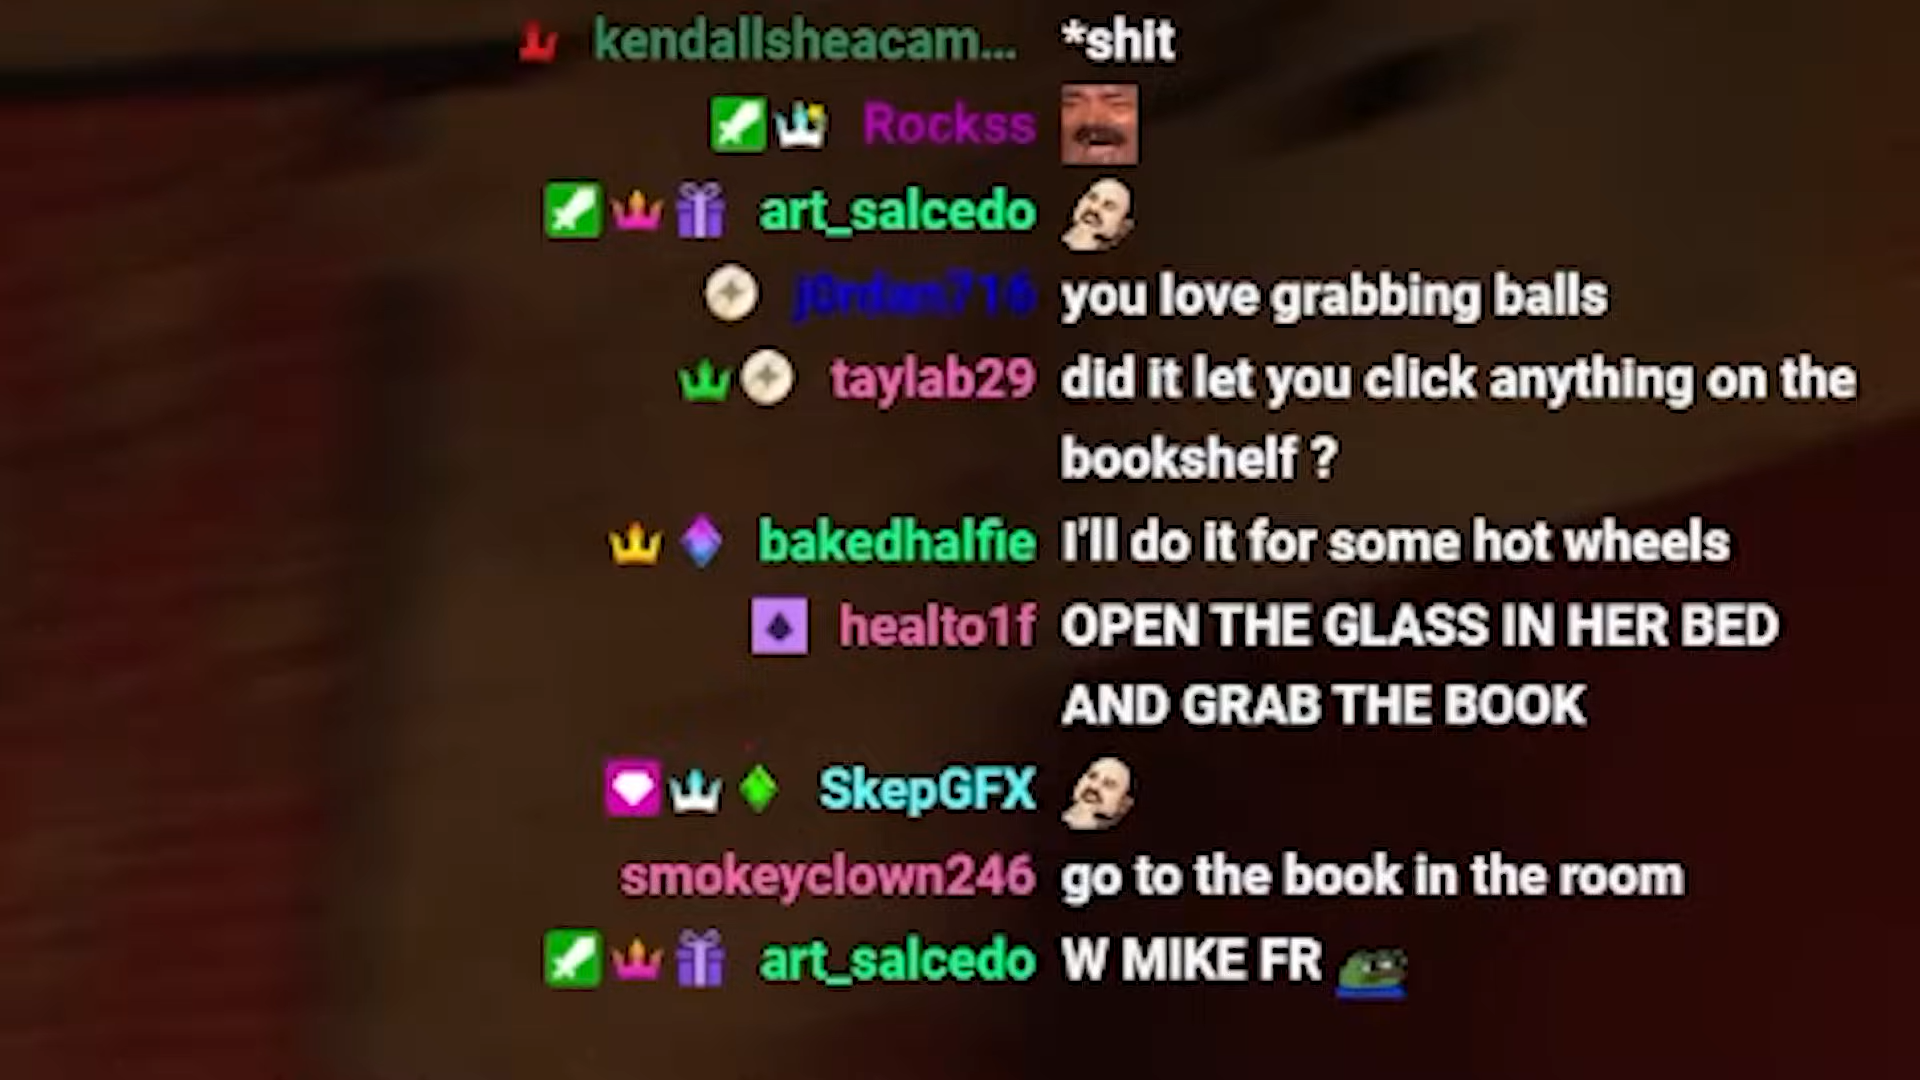 kendallsheacam... *shit
Rockss
art_salcedo
j0rdan716 you love grabbing balls
taylab29 did it let you click anything on the
bookshelf ?
bakedhalfie I'll do it for some hot wheels
healto1f OPEN THE GLASS IN HER BED
AND GRAB THE BOOK
SkepGFX
smokeyclown246 go to the book in the room
art_salcedo W MIKE FR